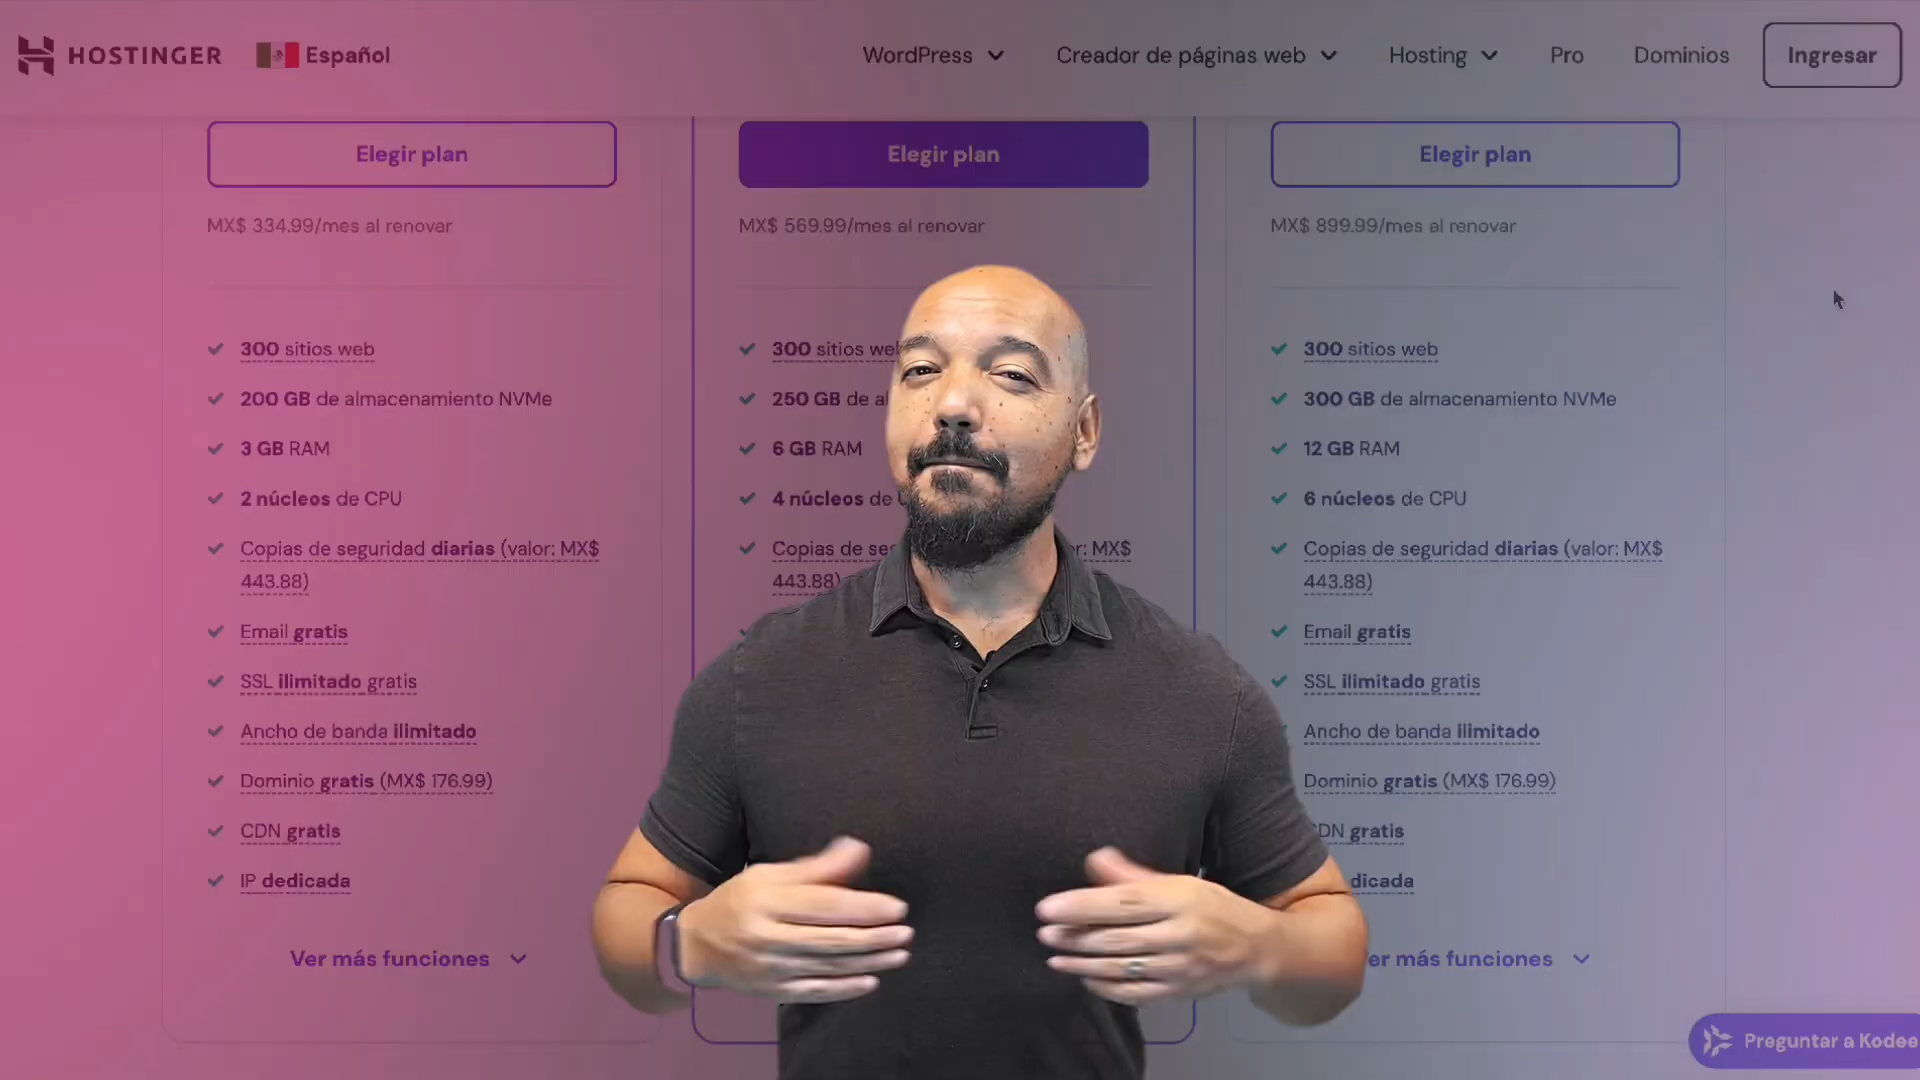 HOSTINGER
Español
WordPress
Creador de páginas web
Hosting
Pro
Dominios
Ingresar
Elegir plan
MX$ 334.99/mes al renovar
300 sitios web
200 GB de almacenamiento NVMe
3 GB RAM
2 núcleos de CPU
Copias de seguridad diarias (valor: MX$
443.88)
Email gratis
SSL ilimitado gratis
Ancho de banda ilimitado
Dominio gratis (MX$ 176.99)
CDN gratis
IP dedicada
Ver más funciones
Elegir plan
MX$ 569.99/mes al renovar
300 sitios
250 GB de
6 GB RAM
4 núcleos de
Copias de MX$
443.88)
Elegir plan
MX$ 899.99/mes al renovar
300 sitios web
300 GB de almacenamiento NVMe
12 GB RAM
6 núcleos de CPU
Copias de seguridad diarias (valor: MX$
443.88)
Email gratis
SSL ilimitado gratis
Ancho de banda ilimitado
Dominio gratis (MX$ 176.99)
gratis
funciones
Preguntar a Kodee